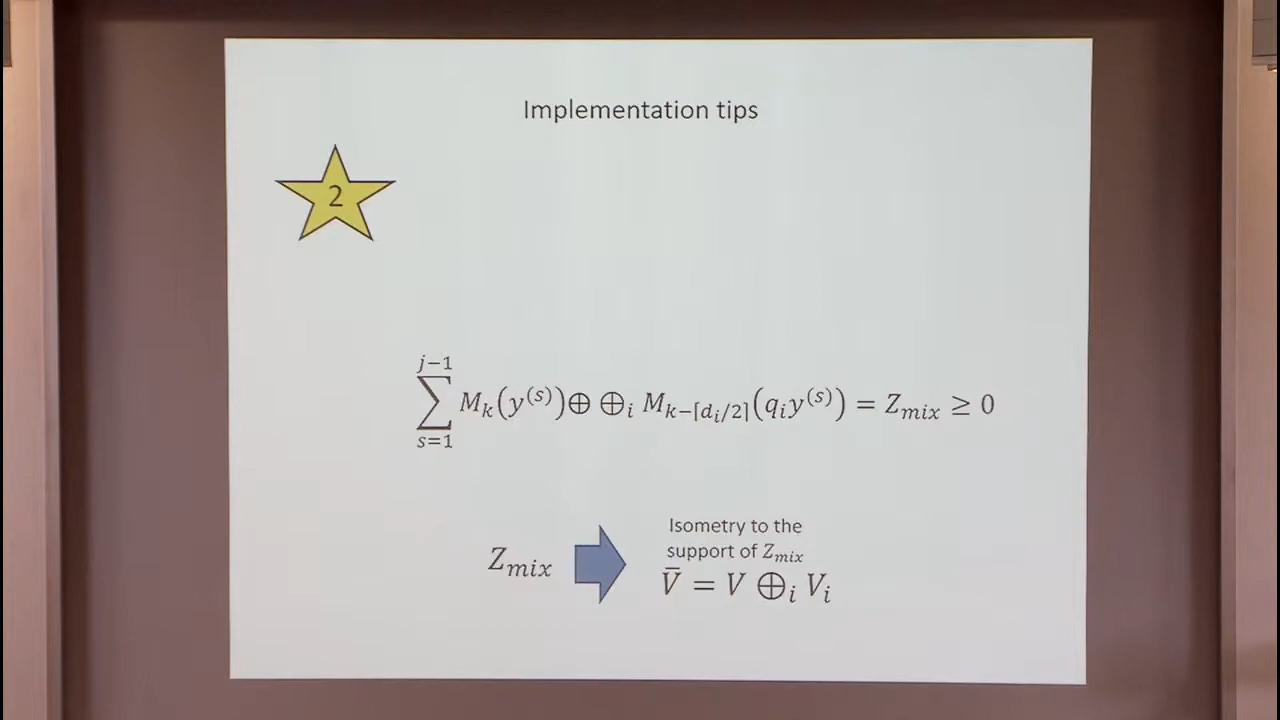 Implementation tips
2
$\sum_{s=1}^{j-1} M_k(y^{(s)}) \oplus \oplus_i M_{k-\lceil d_i/2 \rceil}(q_i y^{(s)}) = Z_{mix} \geq 0$
$Z_{mix}$
Isometry to the
support of $Z_{mix}$
$\bar{V} = V \oplus_i V_i$